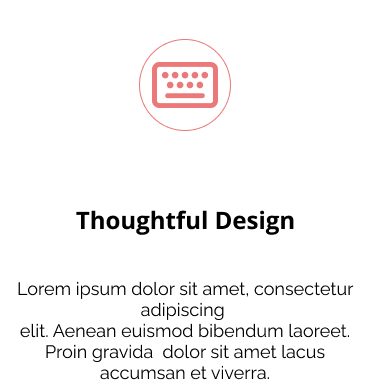 Thoughtful Design
Lorem ipsum dolor sit amet, consectetur
adipiscing
elit. Aenean euismod bibendum laoreet.
Proin gravida  dolor sit amet lacus
accumsan et viverra.